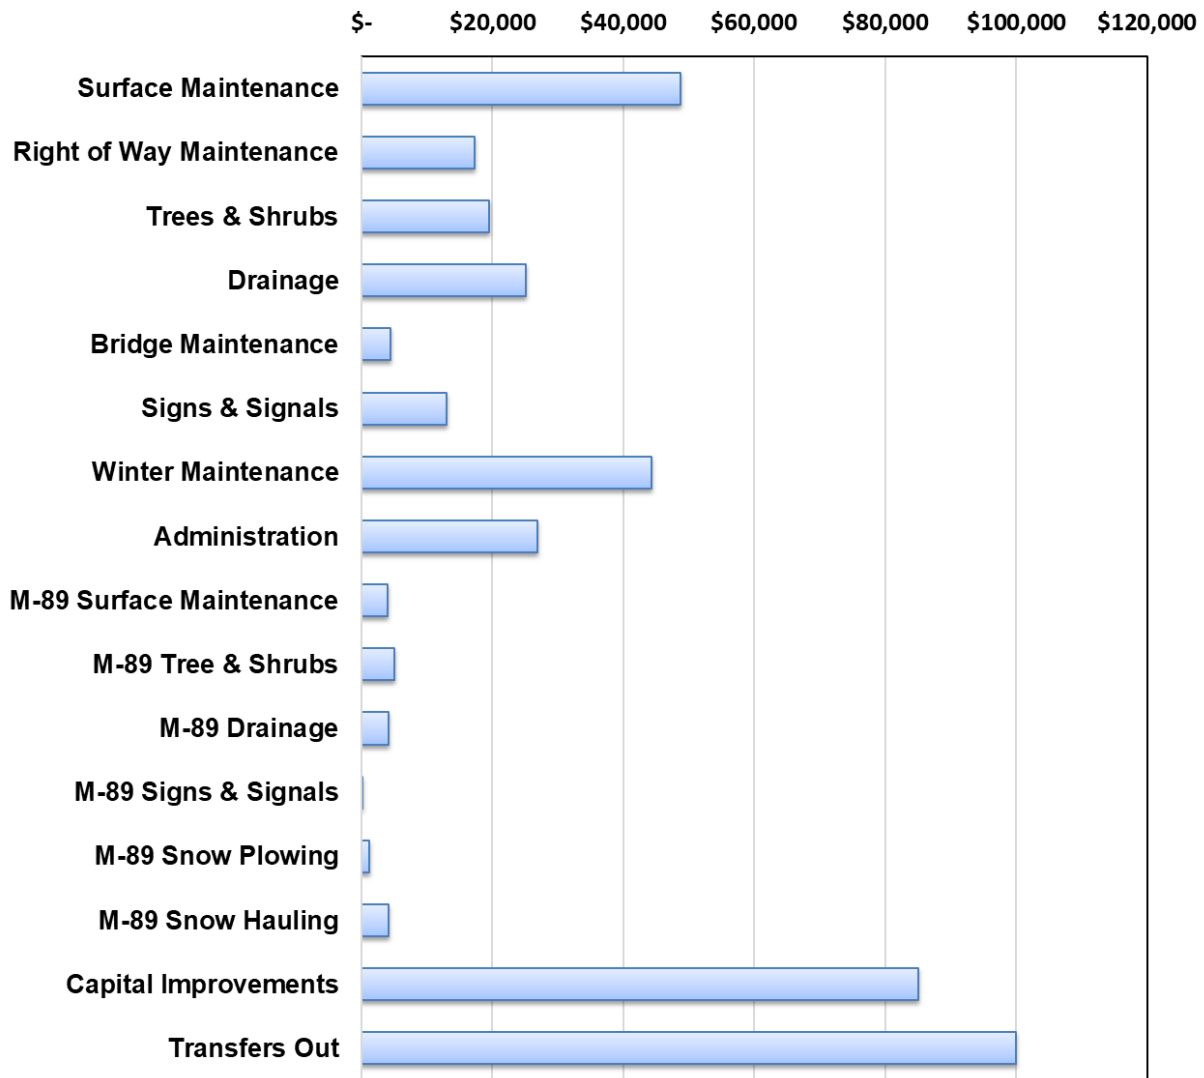 $- $20,000 $40,000 $60,000 $80,000 $100,000 $120,000
Surface Maintenance
Right of Way Maintenance
Trees & Shrubs
Drainage
Bridge Maintenance
Signs & Signals
Winter Maintenance
Administration
M-89 Surface Maintenance
M-89 Tree & Shrubs
M-89 Drainage
M-89 Signs & Signals
M-89 Snow Plowing
M-89 Snow Hauling
Capital Improvements
Transfers Out